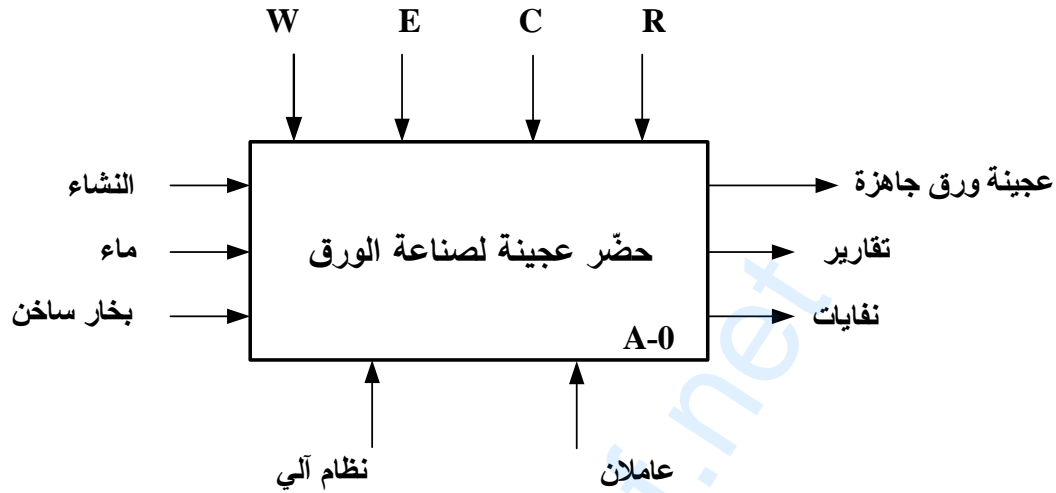 W E C R
النشاء
ماء
بخار ساخن
حضّر عجينة لصناعة الورق
A-0
عجينة ورق جاهزة
تقارير
نفايات
نظام آلي
عاملان